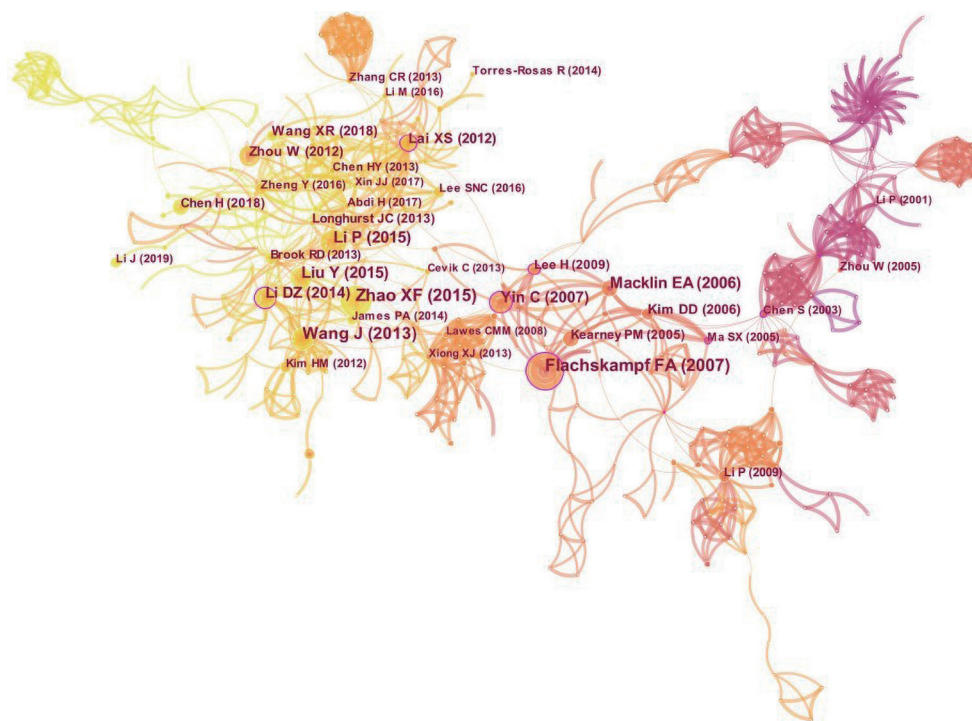 Torres-Rosas R (2014)
Zhang CR (2013)
Li M (2016)
Wang XR (2018)
Lai XS (2012)
Zhou W (2012)
Chen HY (2013)
Zheng Y (2016)
Xin JJ (2017)
Lee SNC (2016)
Li P (2001)
Chen H (2018)
Abdi H (2017)
Longhurst JC (2013)
Li P (2015)
Zhou W (2005)
Brook RD (2013)
Li J (2019)
Cevik C (2013)
Lee H (2009)
Liu Y (2015)
Macklin EA (2006)
Li DZ (2014)
Zhao XF (2015)
Yin C (2007)
Kim DD (2006)
Chen S (2003)
James PA (2014)
Wang J (2013)
Lawes CMM (2008)
Kearney PM (2005)
Ma SX (2005)
Xiong XJ (2013)
Kim HM (2012)
Flachskampf FA (2007)
Li P (2009)